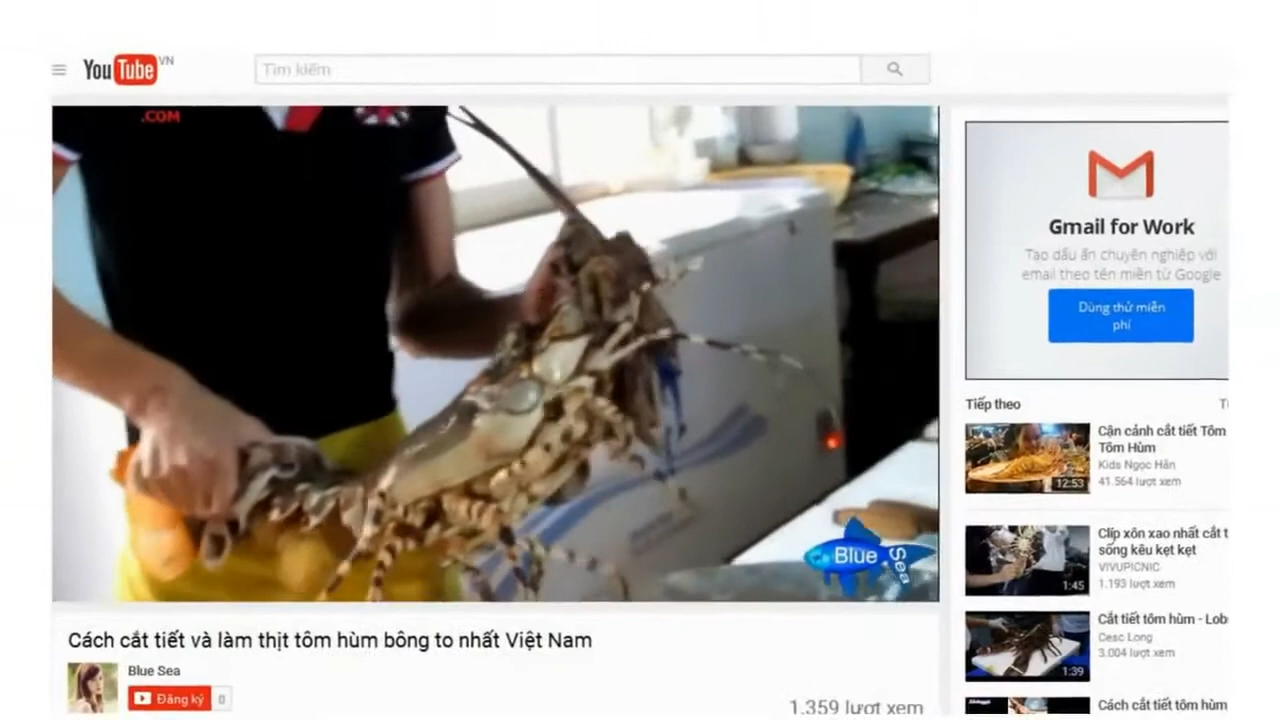 YouTube VN
Tìm kiếm
.COM
Blue Sea
Cách cắt tiết và làm thịt tôm hùm bông to nhất Việt Nam
Blue Sea
Đăng ký 0
1.359 lượt xem
Gmail for Work
Tạo dấu ấn chuyên nghiệp với
email theo tên miền từ Google
Dùng thử miễn
phí
Tiếp theo
Cận cảnh cắt tiết Tôm
Tôm Hùm
Kids Ngọc Hân
41.564 lượt xem
12:53
Clíp xôn xao nhất cắt t
sống kêu kẹt kẹt
VIVUPICNIC
1.193 lượt xem
1:45
Cắt tiết tôm hùm - Lob
Cesc Long
3.004 lượt xem
1:39
Cách cắt tiết tôm hùm